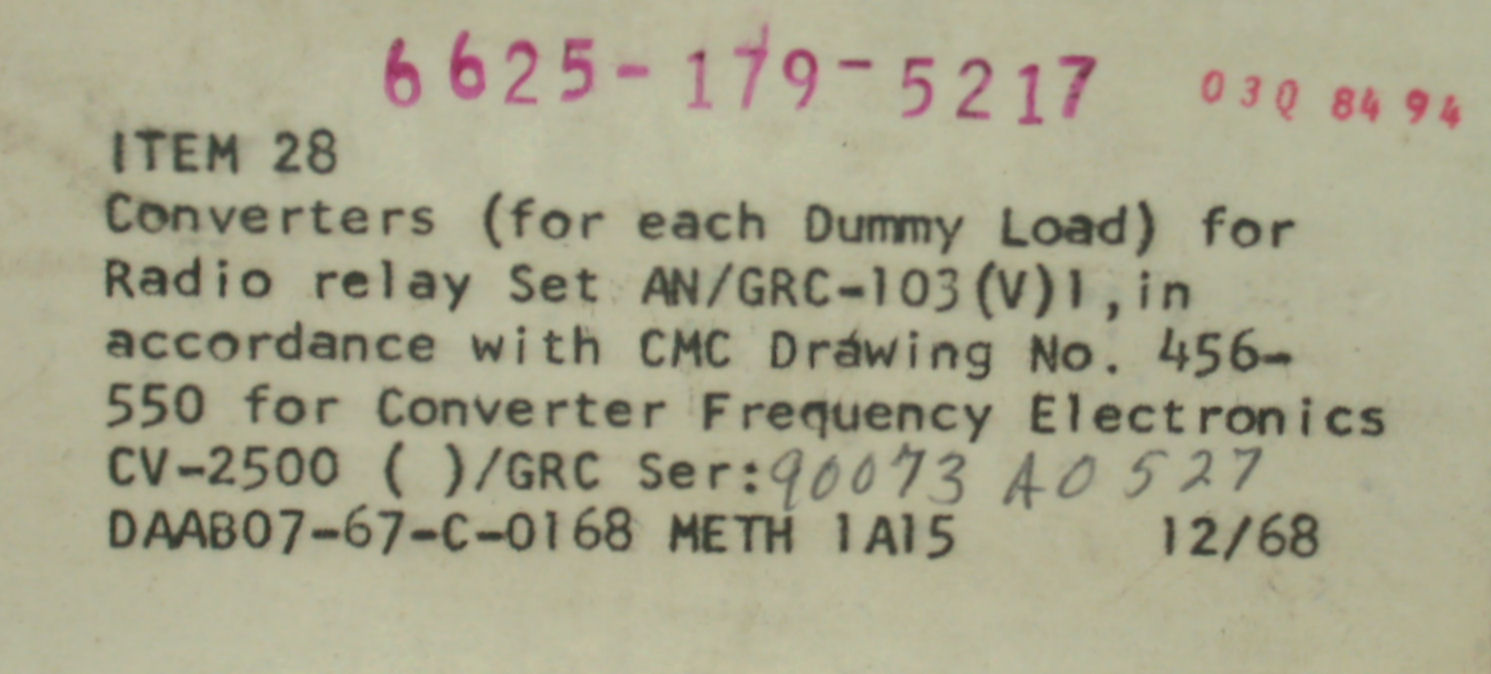 6625-179-5217 03Q 8494
ITEM 28
Converters (for each Dummy Load) for
Radio relay Set AN/GRC-103(V)1,in
accordance with CMC Drawing No. 456-
550 for Converter Frequency Electronics
CV-2500 ( )/GRC Ser:90073 A0527
DAAB07-67-C-0168 METH 1A15 12/68